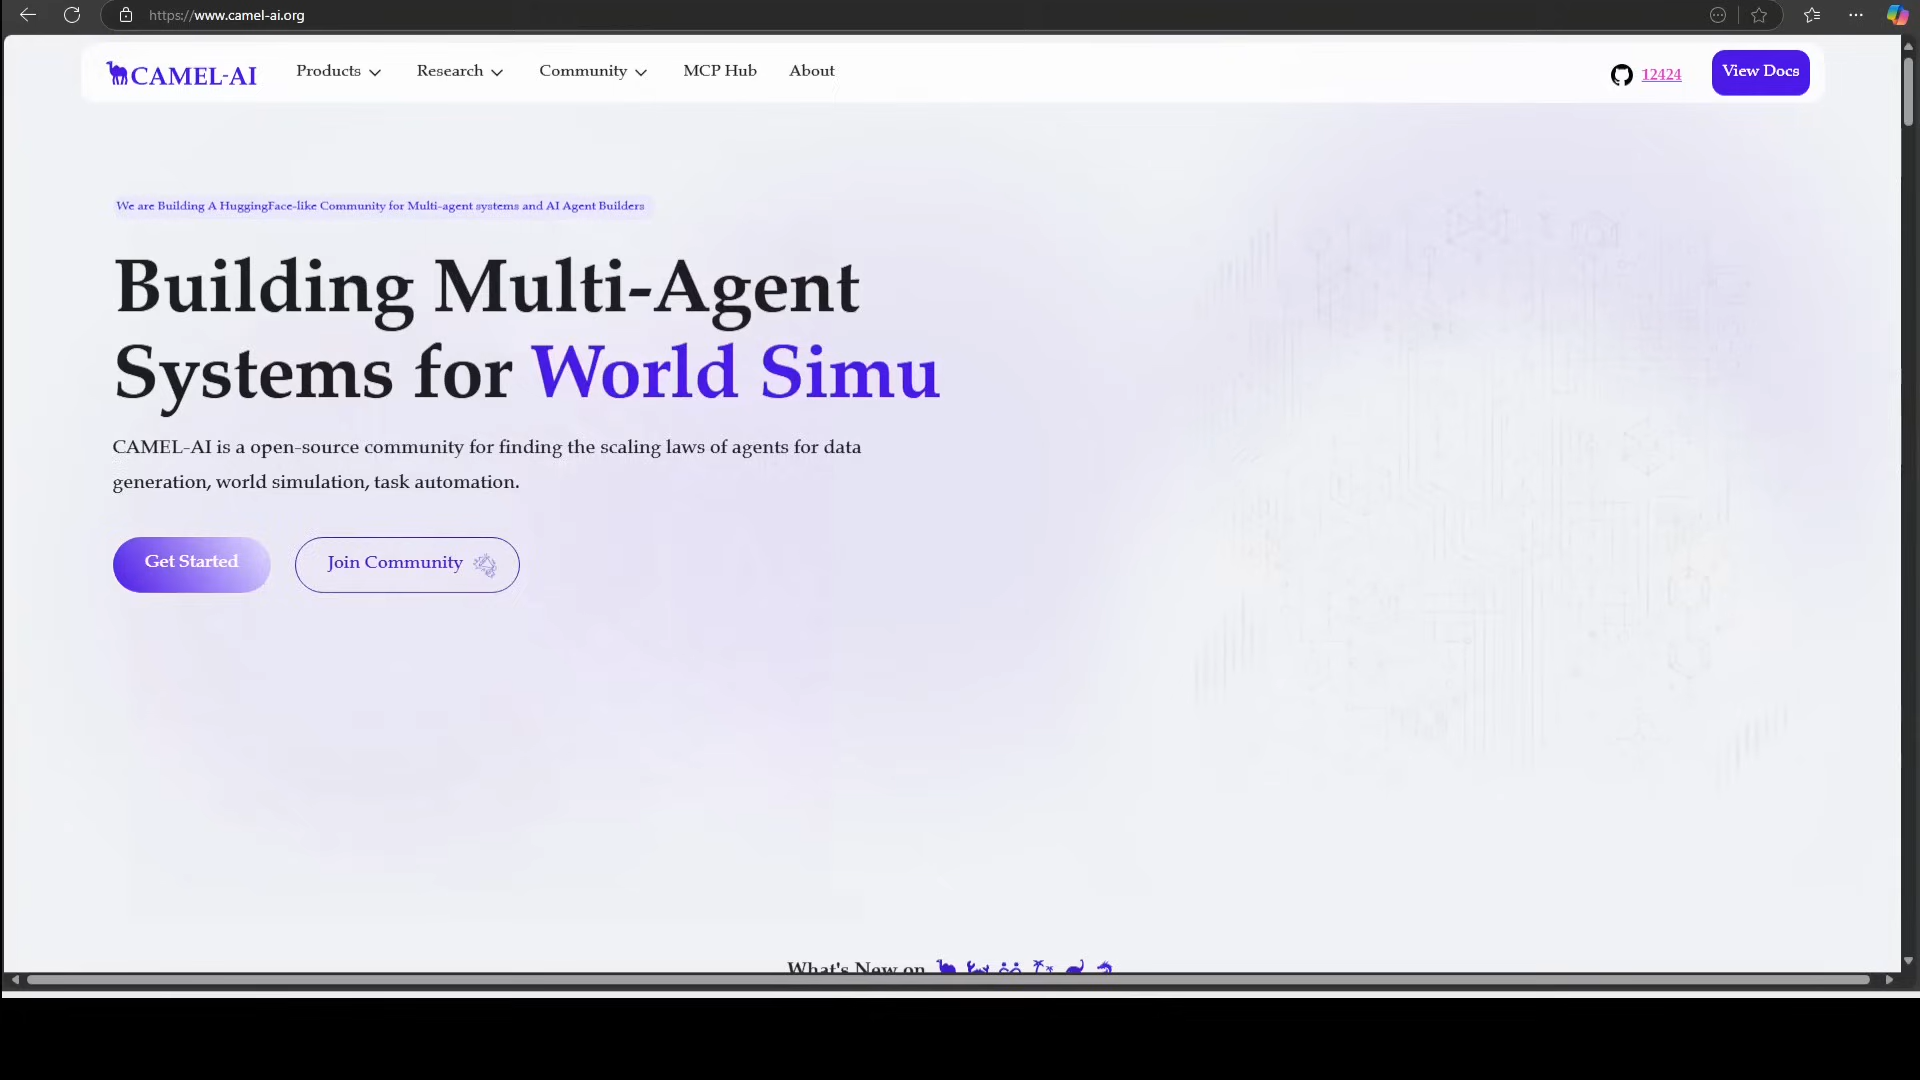 https://www.camel-ai.org
CAMEL-AI Products Research Community MCP Hub About 12424 View Docs
We are Building A HuggingFace-like Community for Multi-agent systems and AI Agent Builders
Building Multi-Agent
Systems for World Simu
CAMEL-AI is a open-source community for finding the scaling laws of agents for data
generation, world simulation, task automation.
Get Started Join Community
What's New on